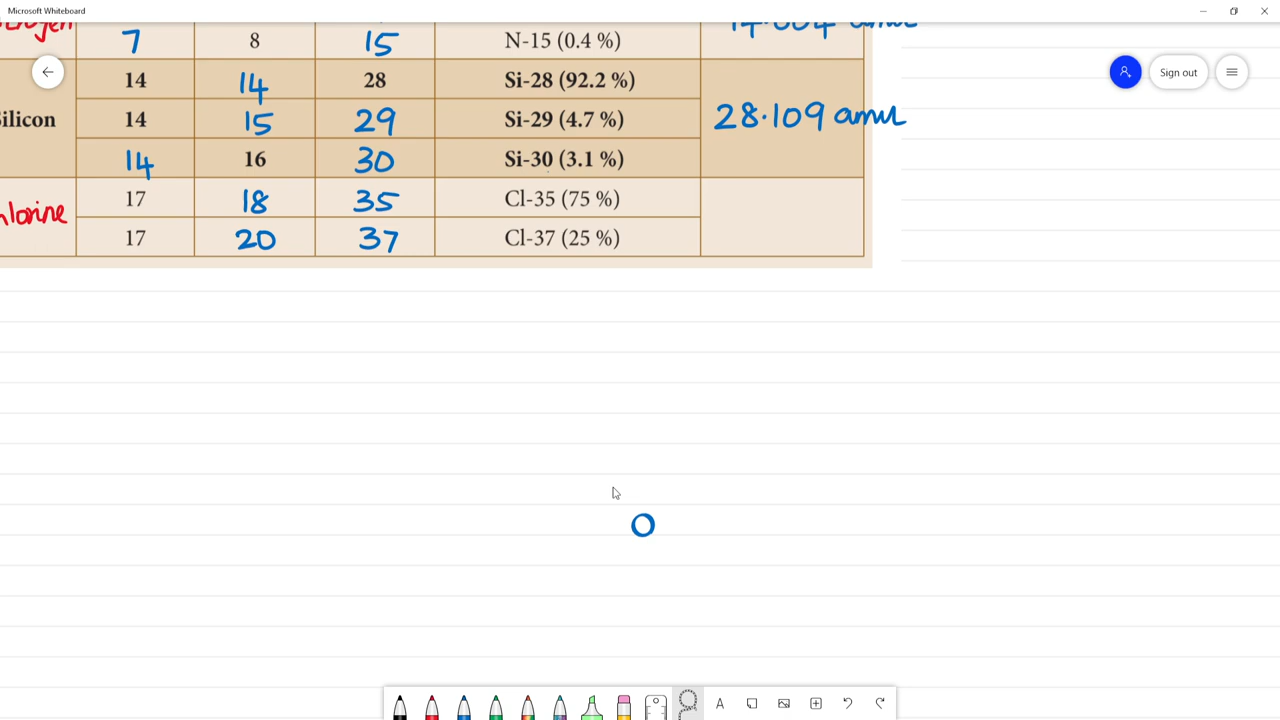 Microsoft Whiteboard
7 8 15 N-15 (0.4 %)
14 14 28 Si-28 (92.2 %)
Sign out
14 15 29 Si-29 (4.7 %) 28.109 amu
14 16 30 Si-30 (3.1 %)
17 18 35 Cl-35 (75 %)
17 20 37 Cl-37 (25 %)
O
A